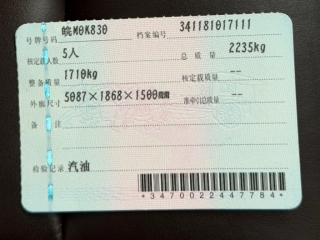 号牌号码 皖M0K830 档案编号 341181017111
核定载人数 5人 总质量 2235kg
整备质量 1710kg 核定载质量 --
外廓尺寸 5087×1868×1500mm 准牵引总质量 --
备注
检验记录 汽油
*3470022447784*